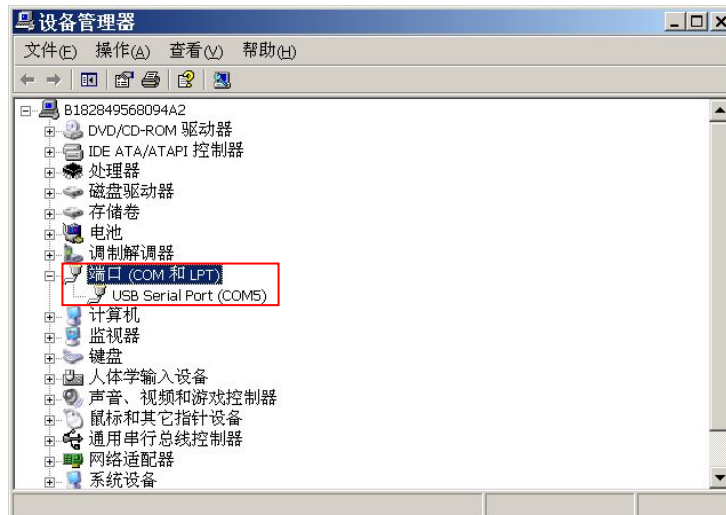 设备管理器
文件(F) 操作(A) 查看(V) 帮助(H)
B182849568094A2
DVD/CD-ROM 驱动器
IDE ATA/ATAPI 控制器
处理器
磁盘驱动器
存储卷
电池
调制解调器
端口 (COM 和 LPT)
USB Serial Port (COM5)
计算机
监视器
键盘
人体学输入设备
声音、视频和游戏控制器
鼠标和其它指针设备
通用串行总线控制器
网络适配器
系统设备